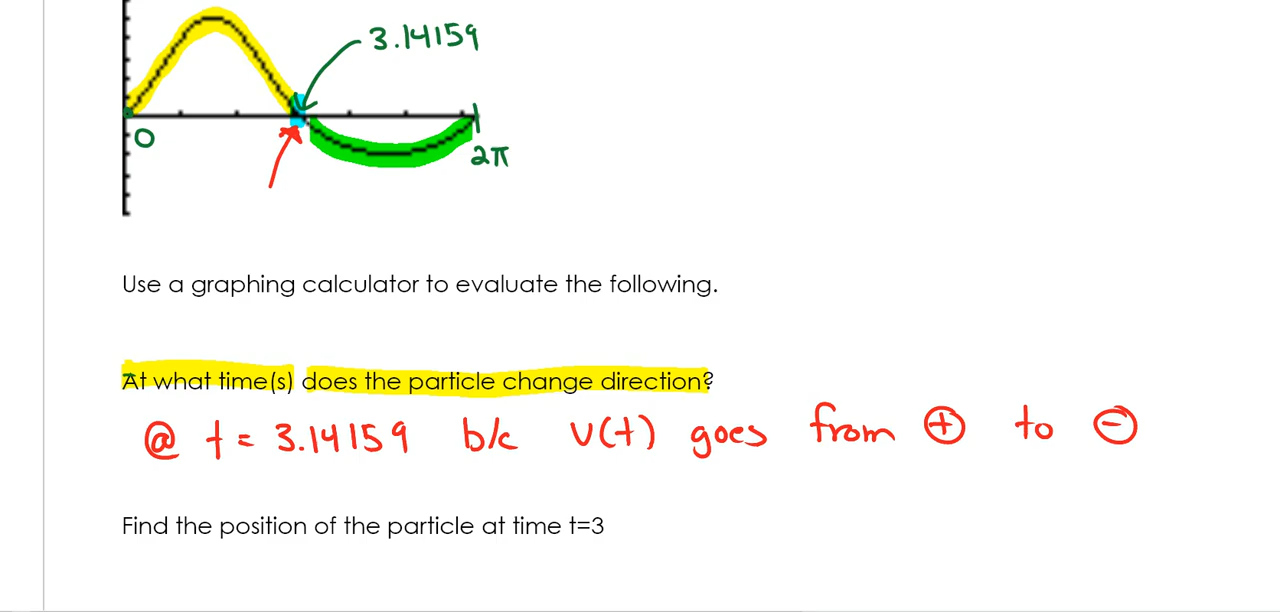 3.14159
0
2π
Use a graphing calculator to evaluate the following.
At what time(s) does the particle change direction?
@ t = 3.14159 b/c v(t) goes from ⊕ to ⊖
Find the position of the particle at time t=3